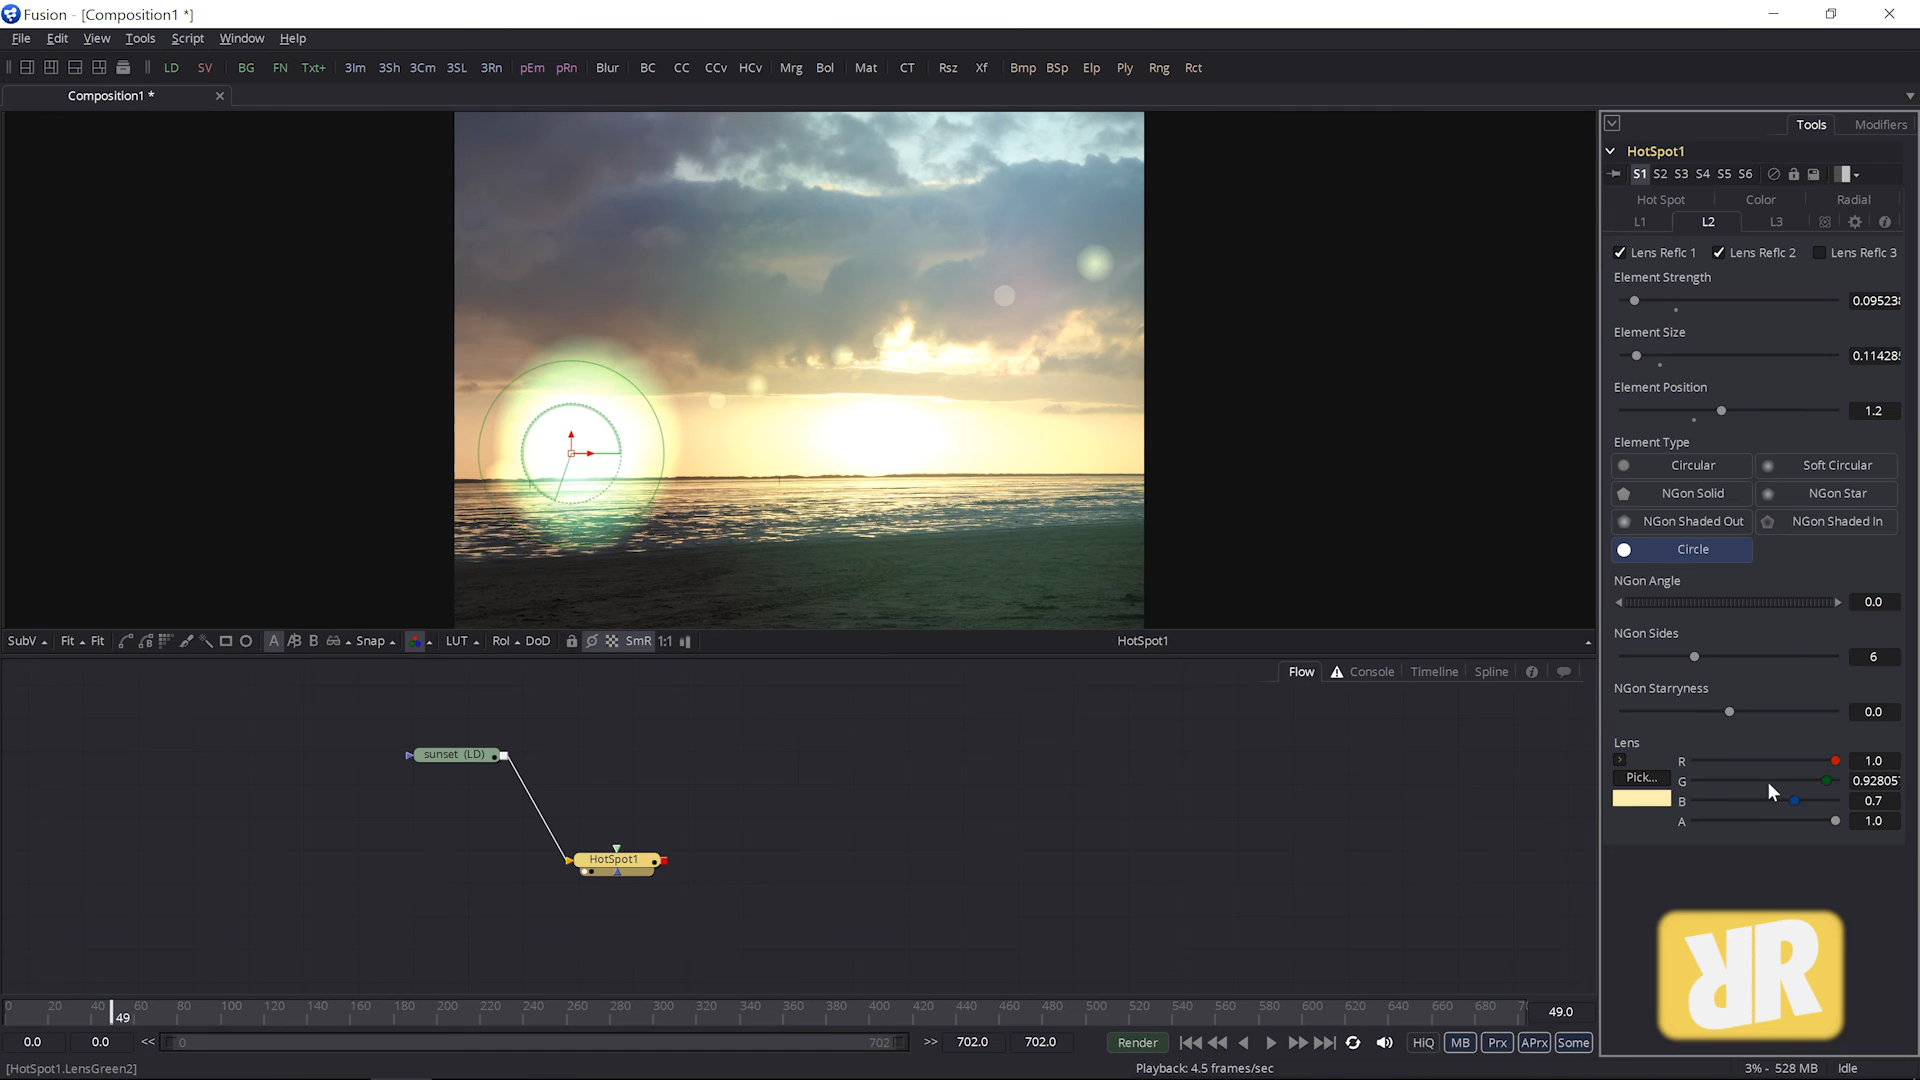 Fusion - [Composition1 *]
File Edit View Tools Script Window Help
LD SV BG FN Txt+ 3Im 3Sh 3Cm 3SL 3Rn pEm pRn Blur BC CC CCv HCv Mrg Bol Mat CT Rsz Xf Bmp BSp Elp Ply Rng Rct
Composition1 *
Tools Modifiers
HotSpot1
S1 S2 S3 S4 S5 S6
Hot Spot Color Radial
L1 L2 L3
Lens Reflc 1 Lens Reflc 2 Lens Reflc 3
Element Strength
0.09523
Element Size
0.11428
Element Position
1.2
Element Type
Circular Soft Circular
NGon Solid NGon Star
NGon Shaded Out NGon Shaded In
Circle
NGon Angle
0.0
NGon Sides
6
NGon Starryness
0.0
Lens
R 1.0
Pick... G 0.92805
B 0.7
A 1.0
SubV Fit Fit A B Snap LUT RoI DoD SmR 1:1 HotSpot1
Flow Console Timeline Spline
sunset (LD)
HotSpot1
0 20 40 60 80 100 120 140 160 180 200 220 240 260 280 300 320 340 360 380 400 420 440 460 480 500 520 540 560 580 600 620 640 660 680
49 49.0
0.0 0.0 << 0 702 >> 702.0 702.0 Render HiQ MB Prx APrx Some
[HotSpot1.LensGreen2] Playback: 4.5 frames/sec 3% - 528 MB Idle